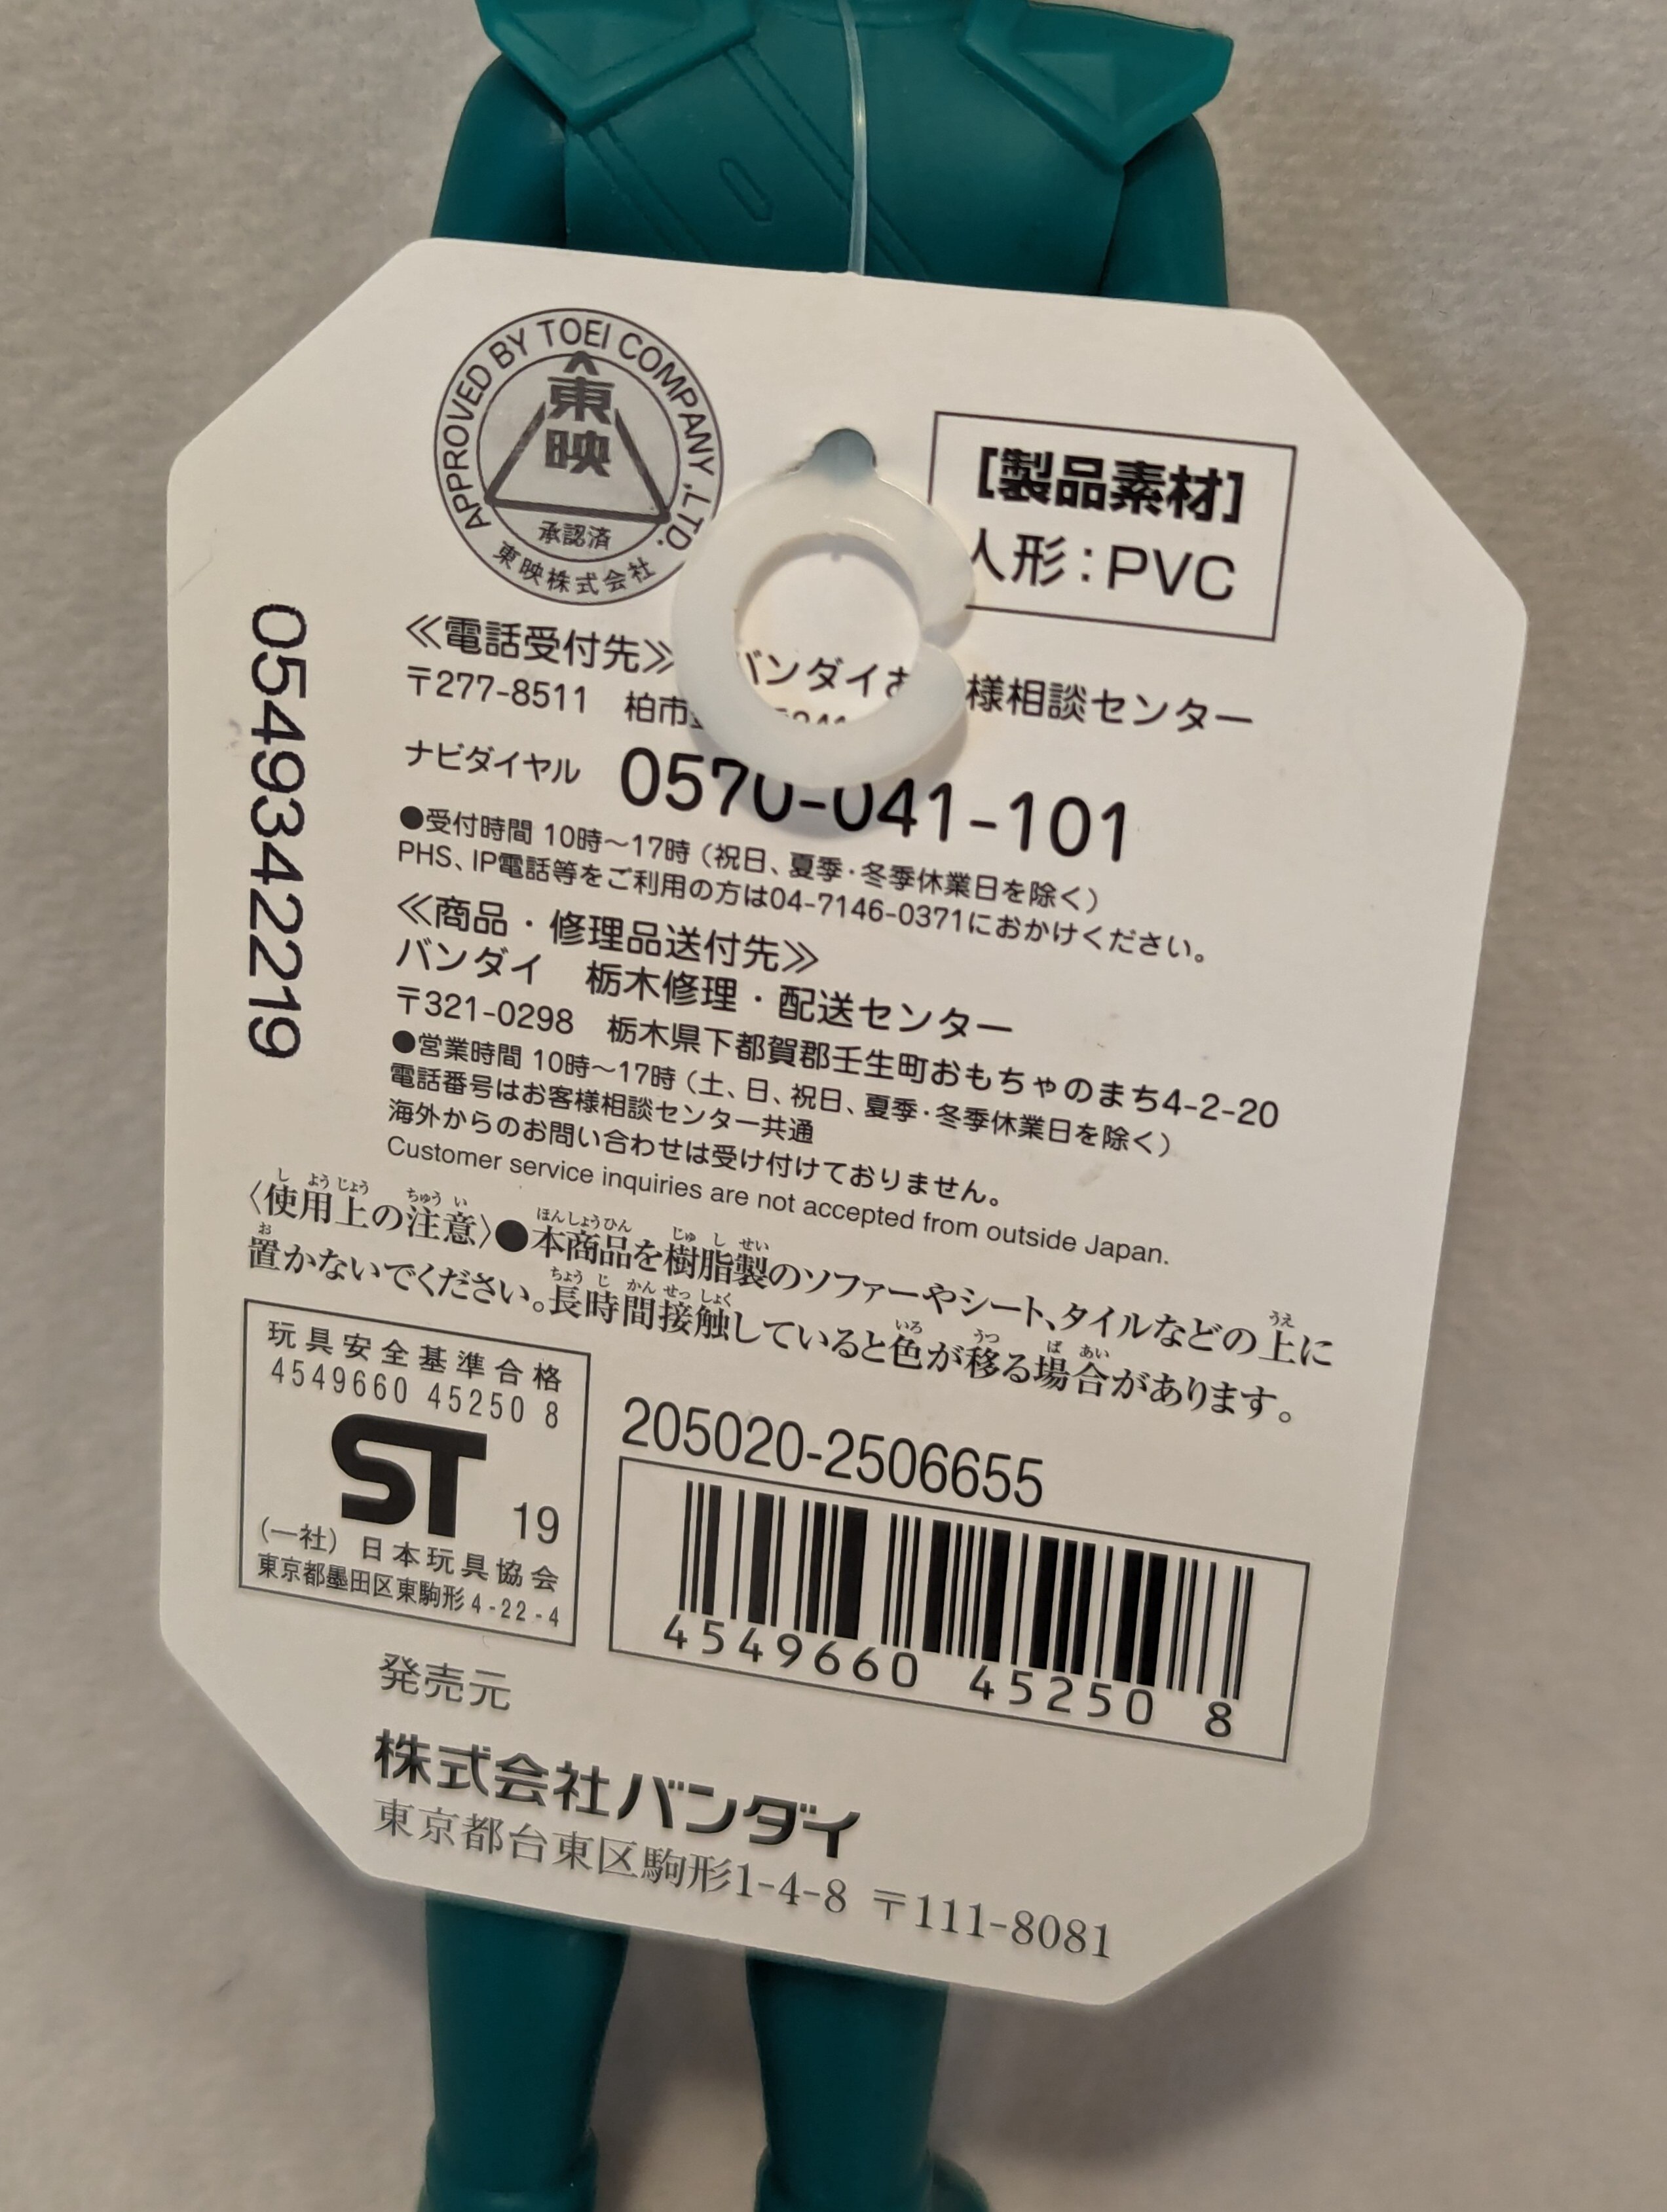 APPROVED BY TOEI COMPANY,LTD.
東映
承認済
東映株式会社
[製品素材]
人形：PVC
0549342219
≪電話受付先≫ バンダイ 様相談センター
〒277-8511 柏市
ナビダイヤル 0570-041-101
●受付時間 10時～17時（祝日、夏季・冬季休業日を除く）
PHS、IP電話等をご利用の方は04-7146-0371におかけください。
≪商品・修理品送付先≫
バンダイ 栃木修理・配送センター
〒321-0298 栃木県下都賀郡壬生町おもちゃのまち4-2-20
●営業時間 10時～17時（土、日、祝日、夏季・冬季休業日を除く）
電話番号はお客様相談センター共通
海外からのお問い合わせは受け付けておりません。
Customer service inquiries are not accepted from outside Japan.
〈使用上の注意〉●本商品を樹脂製のソファーやシート、タイルなどの上に
置かないでください。長時間接触していると色が移る場合があります。
玩具安全基準合格
4549660 45250 8
ST 19
（一社）日本玩具協会
東京都墨田区東駒形4-22-4
205020-2506655
4549660 45250 8
発売元
株式会社バンダイ
東京都台東区駒形1-4-8 〒111-8081